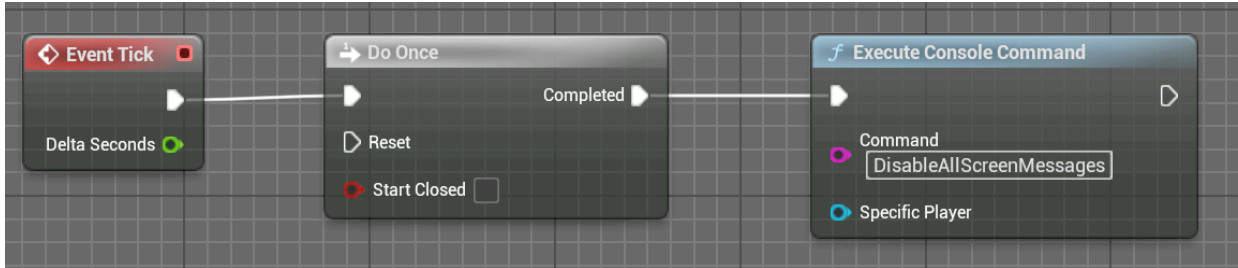 Event Tick
Delta Seconds
Do Once
Completed
Reset
Start Closed
f Execute Console Command
Command
DisableAllScreenMessages
Specific Player